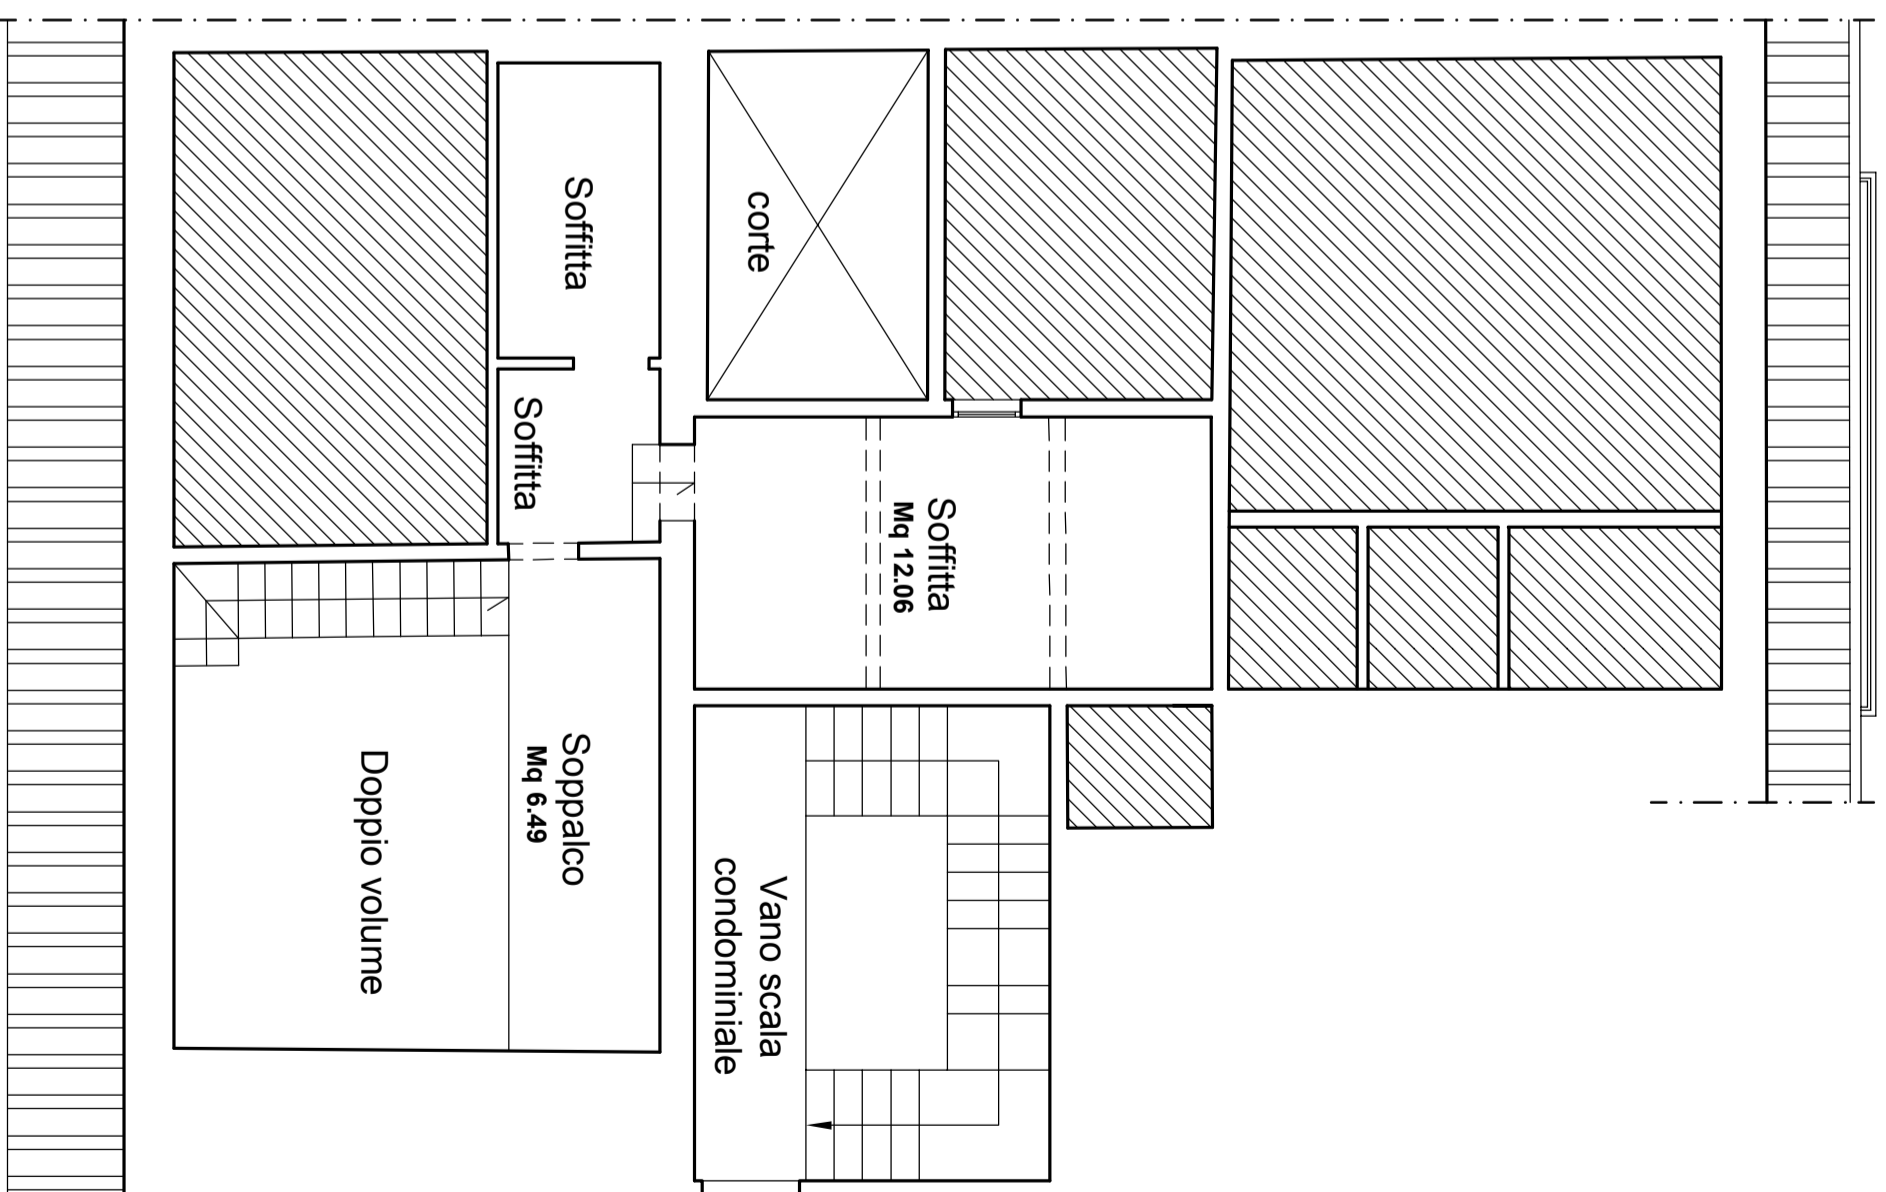 Soffitta
corte
Soffitta
Soffitta
Mq 12.06
Soppalco
Mq 6.49
Doppio volume
Vano scala
condominiale